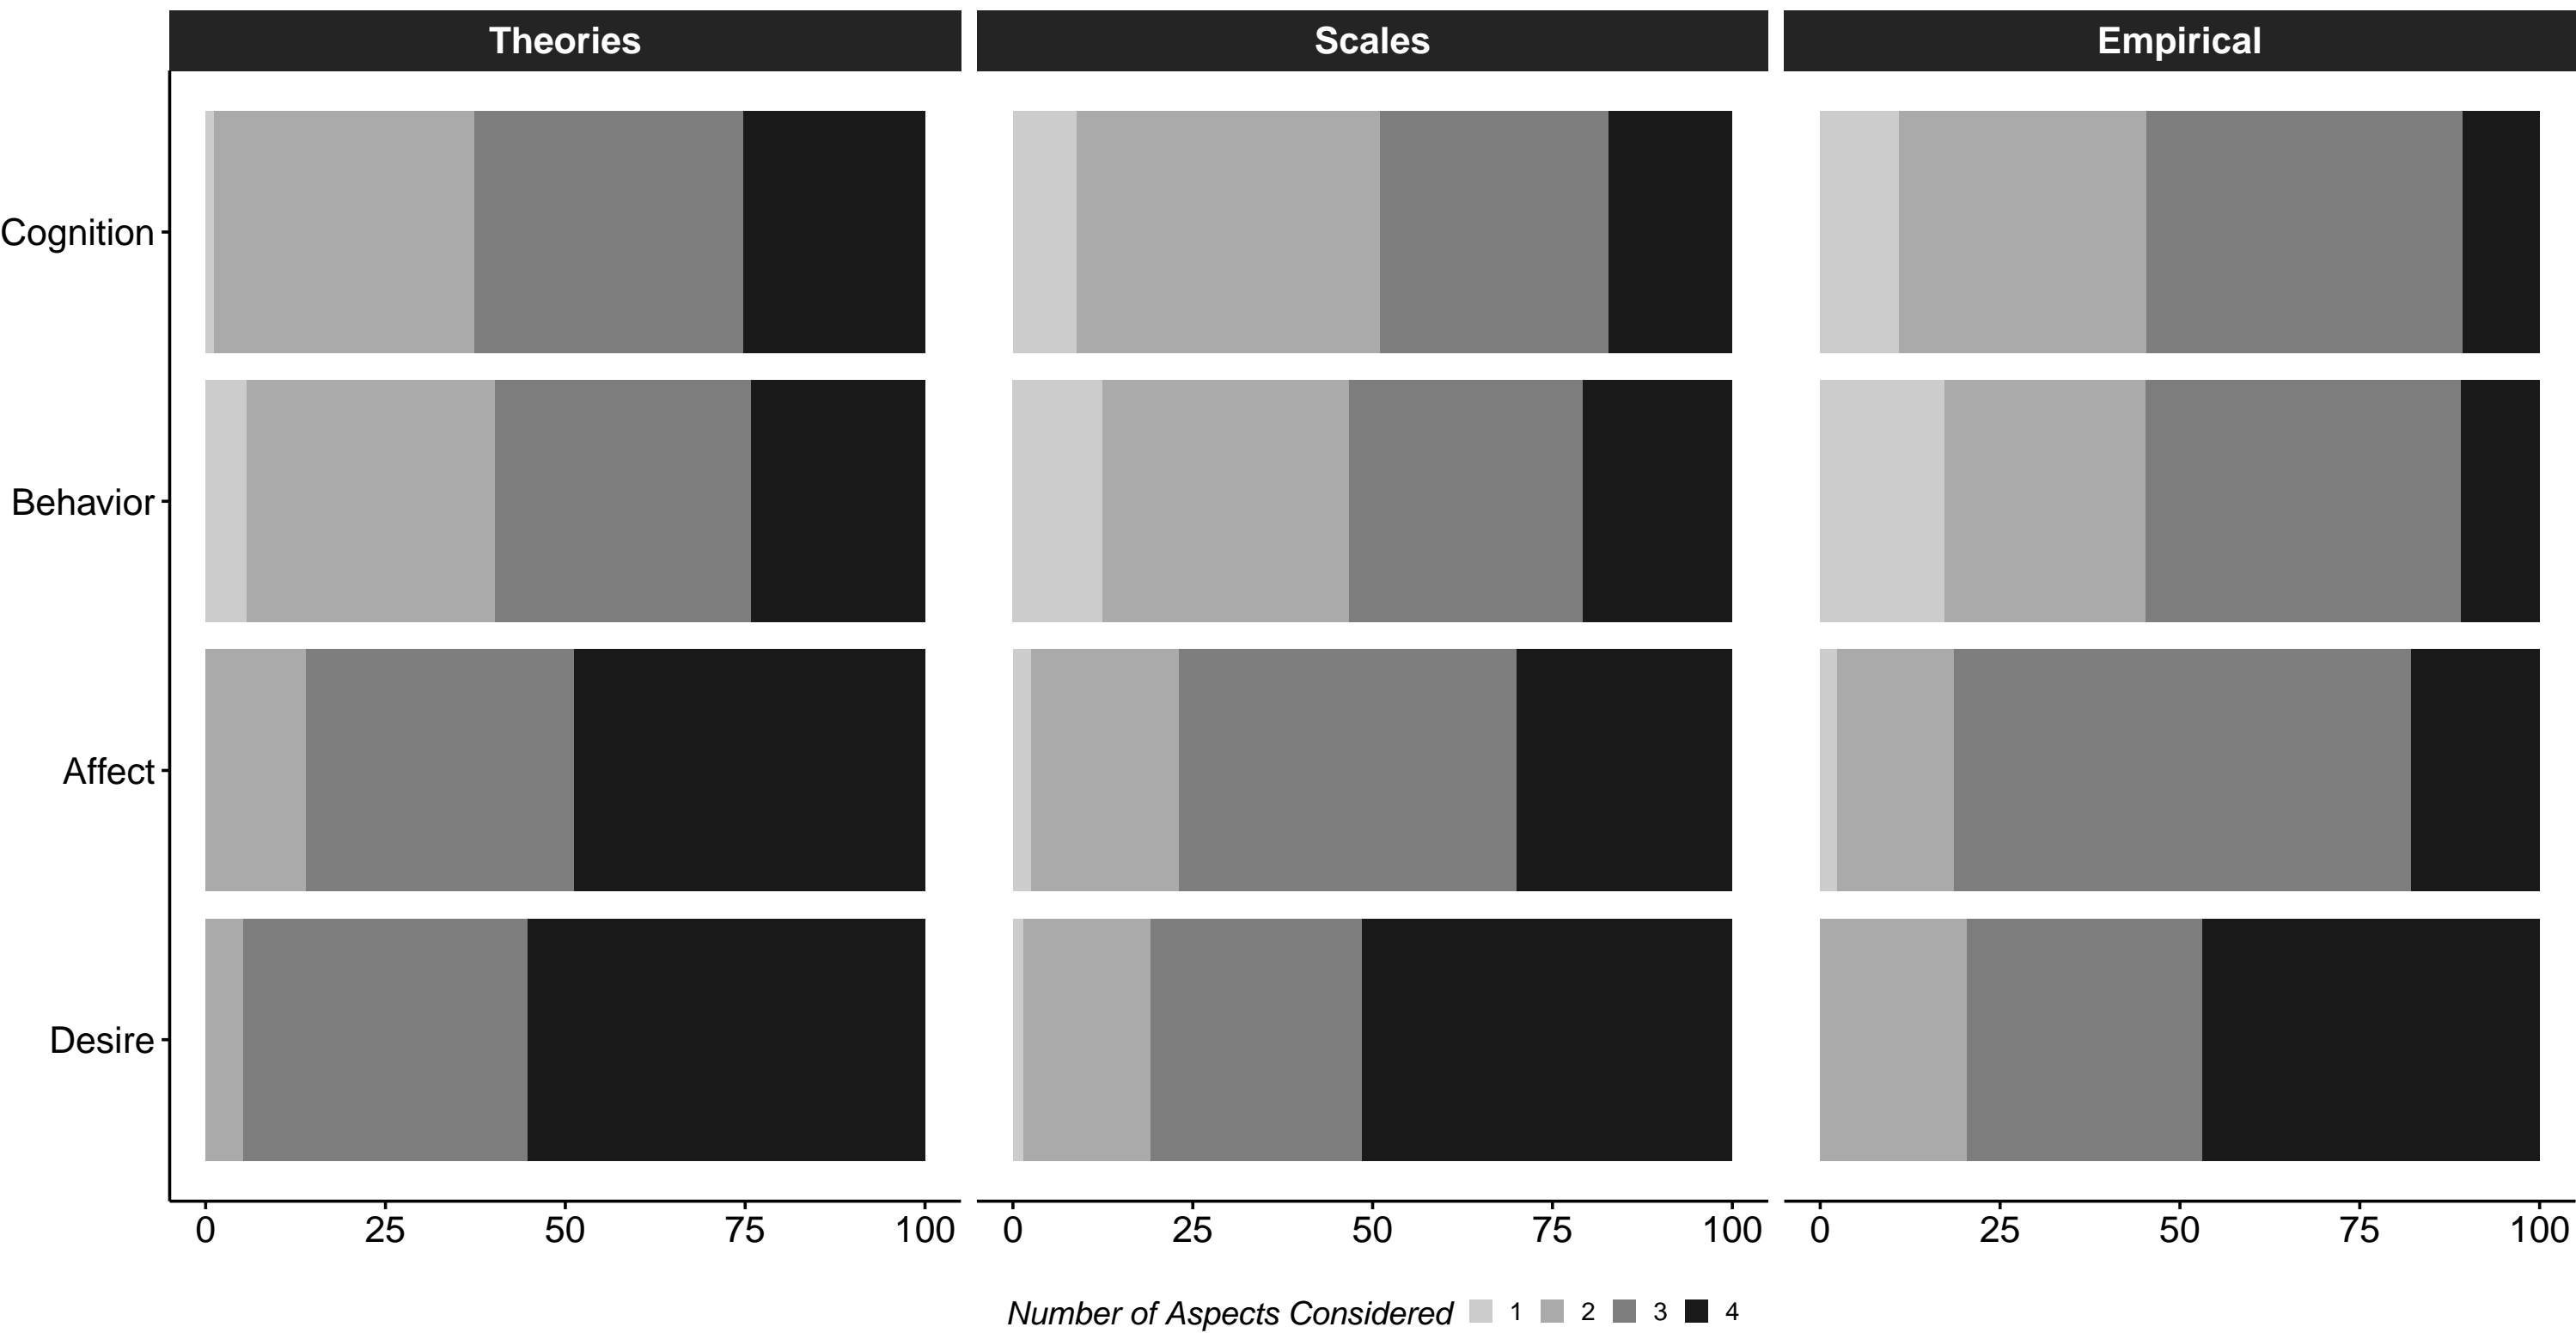 Theories Scales Empirical
Cognition
Behavior
Affect
Desire
0 25 50 75 100 0 25 50 75 100 0 25 50 75 100
Number of Aspects Considered 1 2 3 4